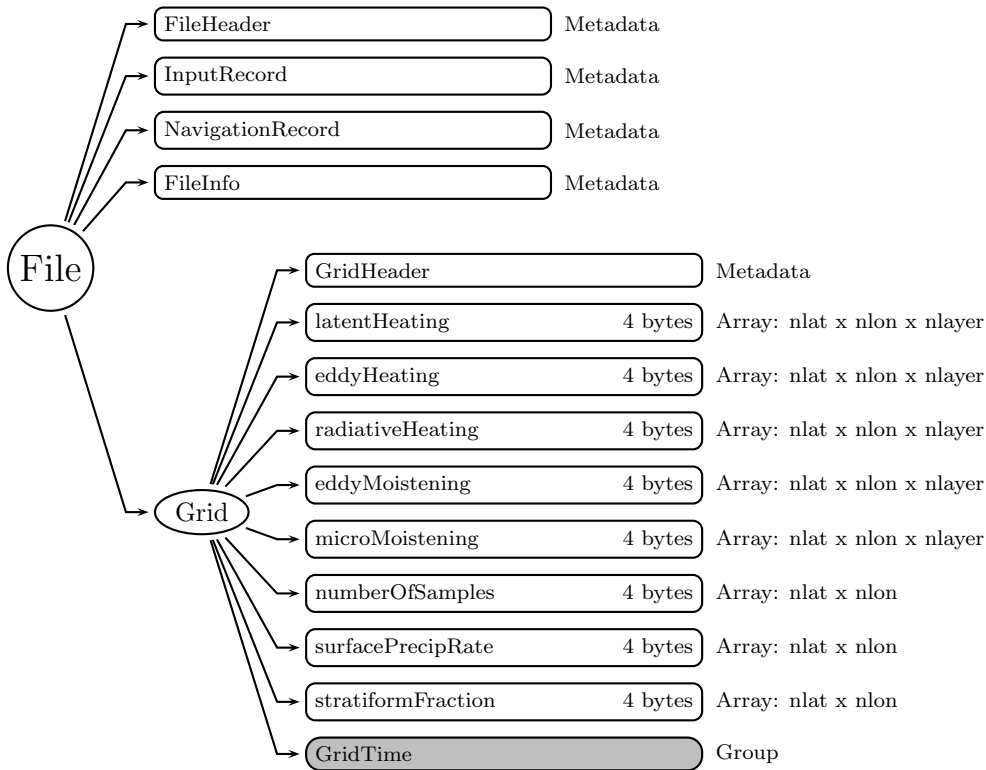 FileHeader Metadata
InputRecord Metadata
NavigationRecord Metadata
FileInfo Metadata
File
GridHeader Metadata
latentHeating 4 bytes Array: nlat x nlon x nlayer
eddyHeating 4 bytes Array: nlat x nlon x nlayer
radiativeHeating 4 bytes Array: nlat x nlon x nlayer
eddyMoistening 4 bytes Array: nlat x nlon x nlayer
Grid
microMoistening 4 bytes Array: nlat x nlon x nlayer
numberOfSamples 4 bytes Array: nlat x nlon
surfacePrecipRate 4 bytes Array: nlat x nlon
stratiformFraction 4 bytes Array: nlat x nlon
GridTime Group